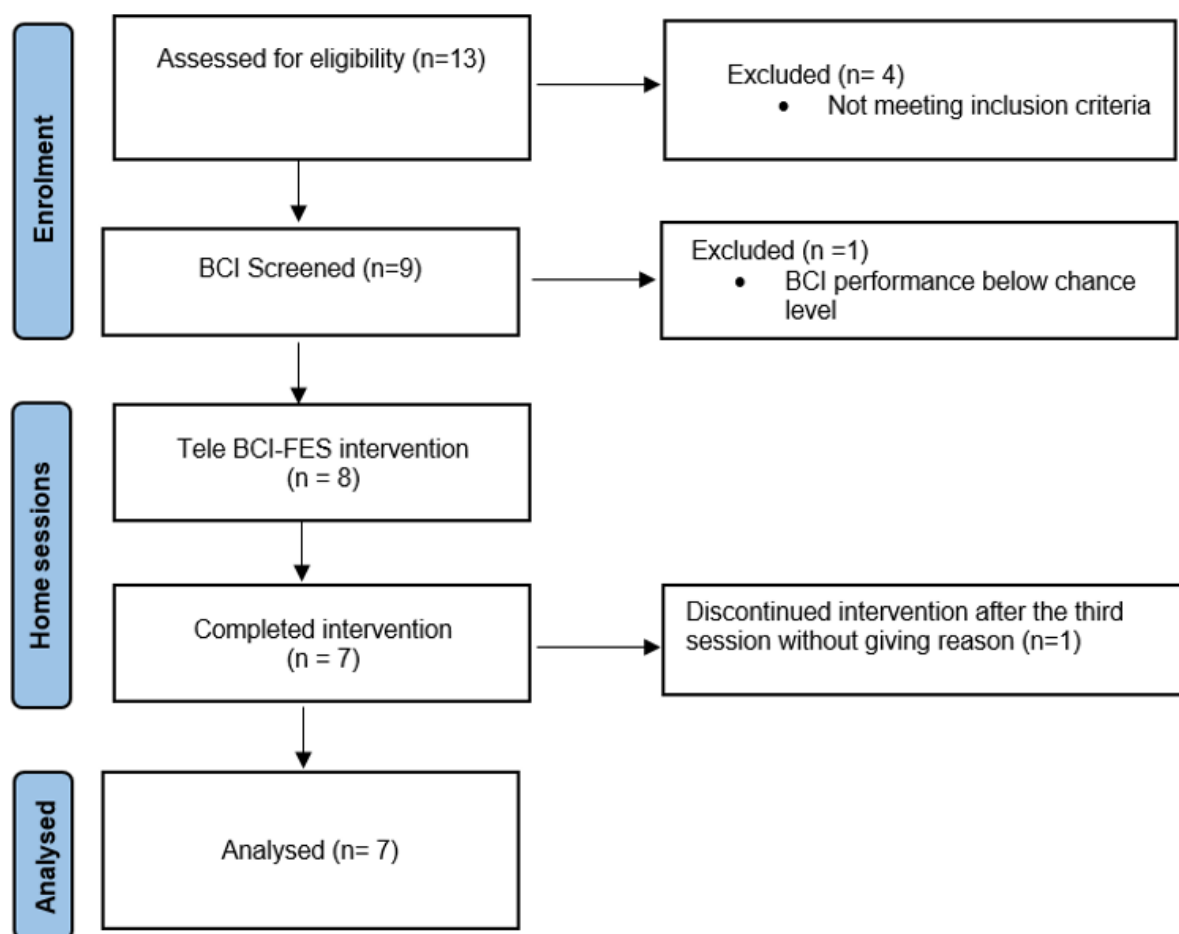 Enrolment
Assessed for eligibility (n=13)
Excluded (n= 4)
• Not meeting inclusion criteria
BCI Screened (n=9)
Excluded (n =1)
• BCI performance below chance
level
Home sessions
Tele BCI-FES intervention
(n = 8)
Completed intervention
(n = 7)
Discontinued intervention after the third
session without giving reason (n=1)
Analysed
Analysed (n= 7)